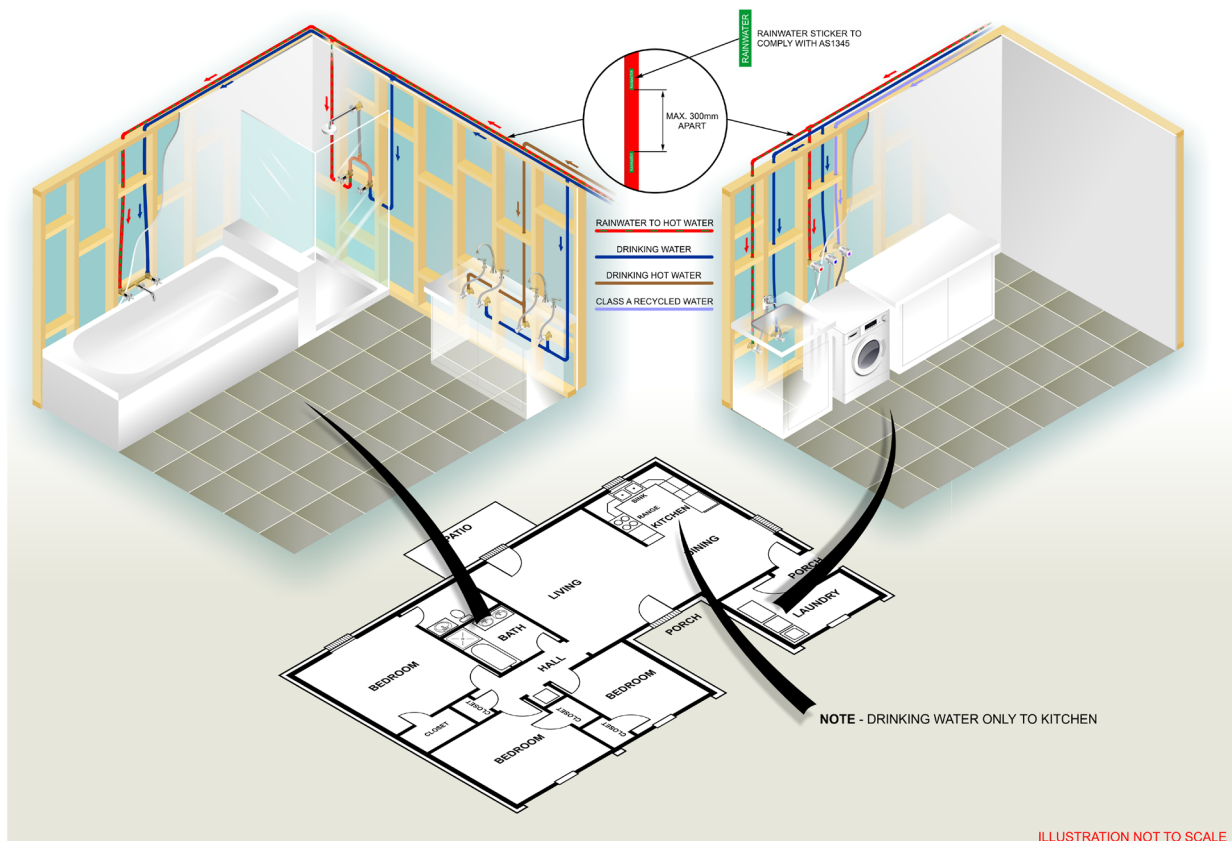 RAINWATER
RAINWATER STICKER TO
COMPLY WITH AS1345
RAINWATER
MAX. 300mm
APART
RAINWATER
RAINWATER TO HOT WATER
DRINKING WATER
DRINKING HOT WATER
CLASS A RECYCLED WATER
SINK
RANGE
KITCHEN
PATIO
DINING
PORCH
LIVING
LAUNDRY
BATH
PORCH
HALL
BEDROOM
BEDROOM
CLOSET
CLOSET
CLOSET
CLOSET
BEDROOM
NOTE - DRINKING WATER ONLY TO KITCHEN
ILLUSTRATION NOT TO SCALE